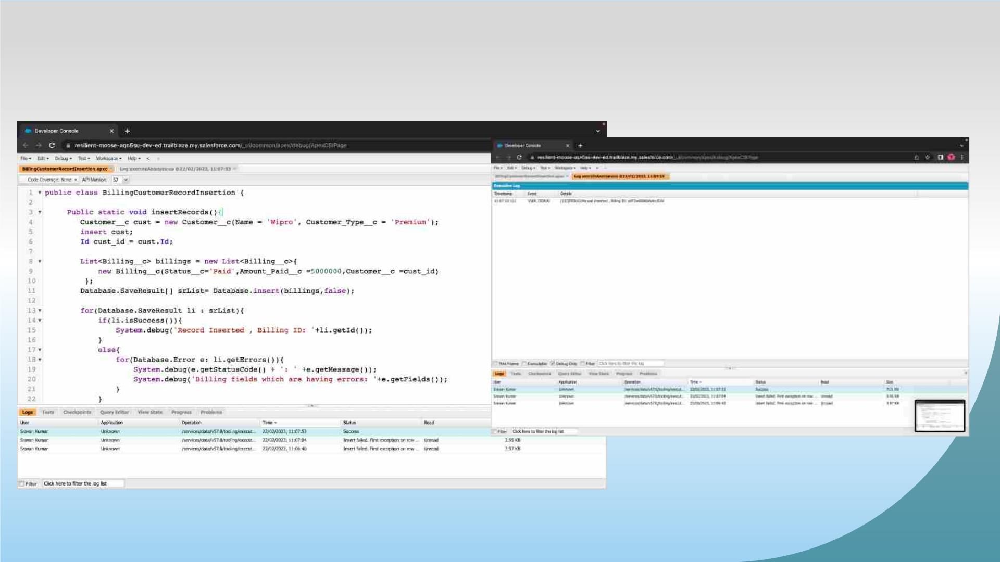 Developer Console
resilient-moose-aqn5su-dev-ed.trailblaze.my.salesforce.com/_ui/common/apex/debug/ApexCSIPage
File Edit Debug Test Workspace Help <
BillingCustomerRecordInsertion.apxc Log executeAnonymous @22/02/2023, 11:07:53
Code Coverage: None API Version: 57
1 public class BillingCustomerRecordInsertion {
2
3 Public static void insertRecords(){
4 Customer__c cust = new Customer__c(Name = 'Wipro', Customer_Type__c = 'Premium');
5 insert cust;
6 Id cust_id = cust.Id;
7
8 List<Billing__c> billings = new List<Billing__c>{
9 new Billing__c(Status__c='Paid',Amount_Paid__c =5000000,Customer__c =cust_id)
10 };
11 Database.SaveResult[] srList= Database.insert(billings,false);
12
13 for(Database.SaveResult li : srList){
14 if(li.isSuccess()){
15 System.debug('Record Inserted , Billing ID: '+li.getId());
16 }
17 else{
18 for(Database.Error e: li.getErrors()){
19 System.debug(e.getStatusCode() + ': ' +e.getMessage());
20 System.debug('Billing fields which are having errors: '+e.getFields());
21 }
22 }
Logs Tests Checkpoints Query Editor View State Progress Problems
User Application Operation Time Status Read
Sravan Kumar Unknown /services/data/v57.0/tooling/execut... 22/02/2023, 11:07:53 Success
Sravan Kumar Unknown /services/data/v57.0/tooling/execut... 22/02/2023, 11:07:04 Insert failed. First exception on row ... Unread 3.95 KB
Sravan Kumar Unknown /services/data/v57.0/tooling/execut... 22/02/2023, 11:06:40 Insert failed. First exception on row ... Unread 3.97 KB
Filter Click here to filter the log list
Developer Console
resilient-moose-aqn5su-dev-ed.trailblaze.my.salesforce.com/_ui/common/apex/debug/ApexCSIPage
File Edit Debug Test Workspace Help <
BillingCustomerRecordInsertion.apxc Log executeAnonymous @22/02/2023, 11:07:53
Execution Log
Timestamp Event Details
USER_DEBUG Record Inserted , Billing ID:
This Frame Executable Debug Only Filter Click here to filter the log
Logs Tests Checkpoints Query Editor View State Progress Problems
User Application Operation Time Status Read Size
Sravan Kumar Unknown /services/data/v57.0/tooling/execut... 22/02/2023, 11:07:53 Success
Sravan Kumar Unknown /services/data/v57.0/tooling/execut... 22/02/2023, 11:07:04 Insert failed. First exception on row ... Unread 3.95 KB
Sravan Kumar Unknown /services/data/v57.0/tooling/execut... 22/02/2023, 11:06:40 Insert failed. First exception on row ... Unread 3.97 KB
Filter Click here to filter the log list